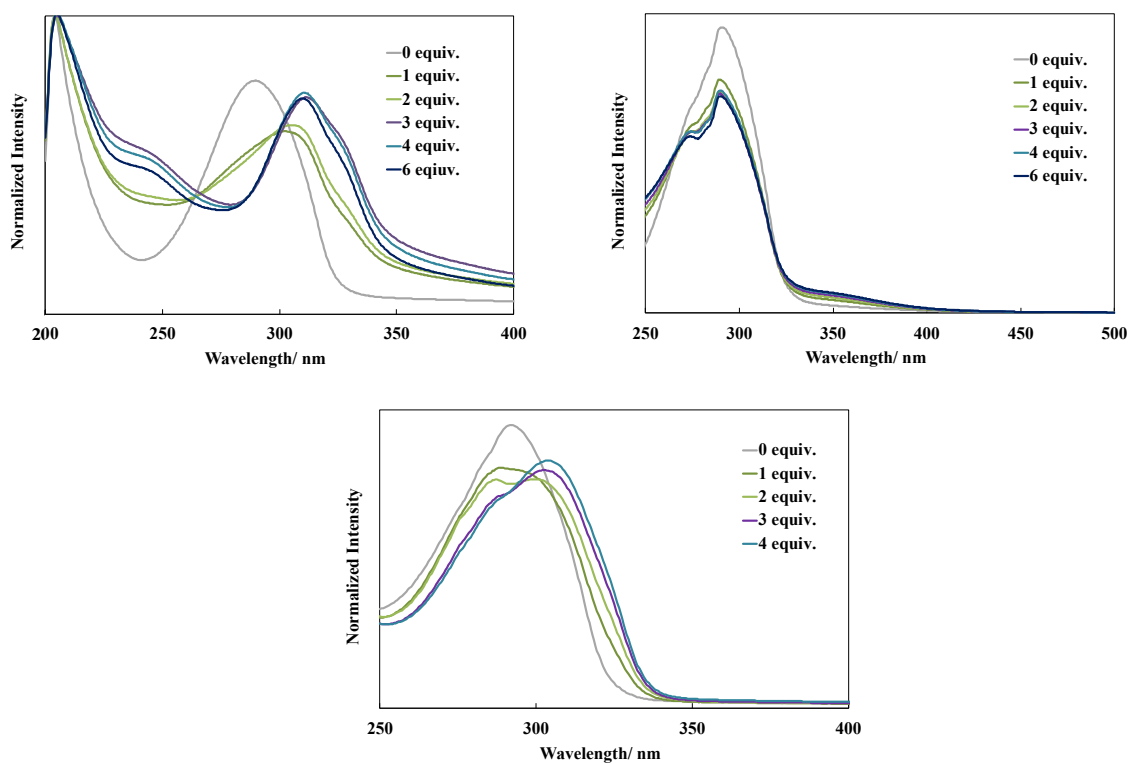 Normalized Intensity
0 equiv.
1 equiv.
2 equiv.
3 equiv.
4 equiv.
6 equiuv.
200 250 300 350 400
Wavelength/ nm
Normalized Intensity
0 equiv.
1 equiv.
2 equiv.
3 equiv.
4 equiv.
6 equiv.
250 300 350 400 450 500
Wavelength/ nm
Normalized Intensity
0 equiv.
1 equiv.
2 equiv.
3 equiv.
4 equiv.
250 300 350 400
Wavelength/ nm